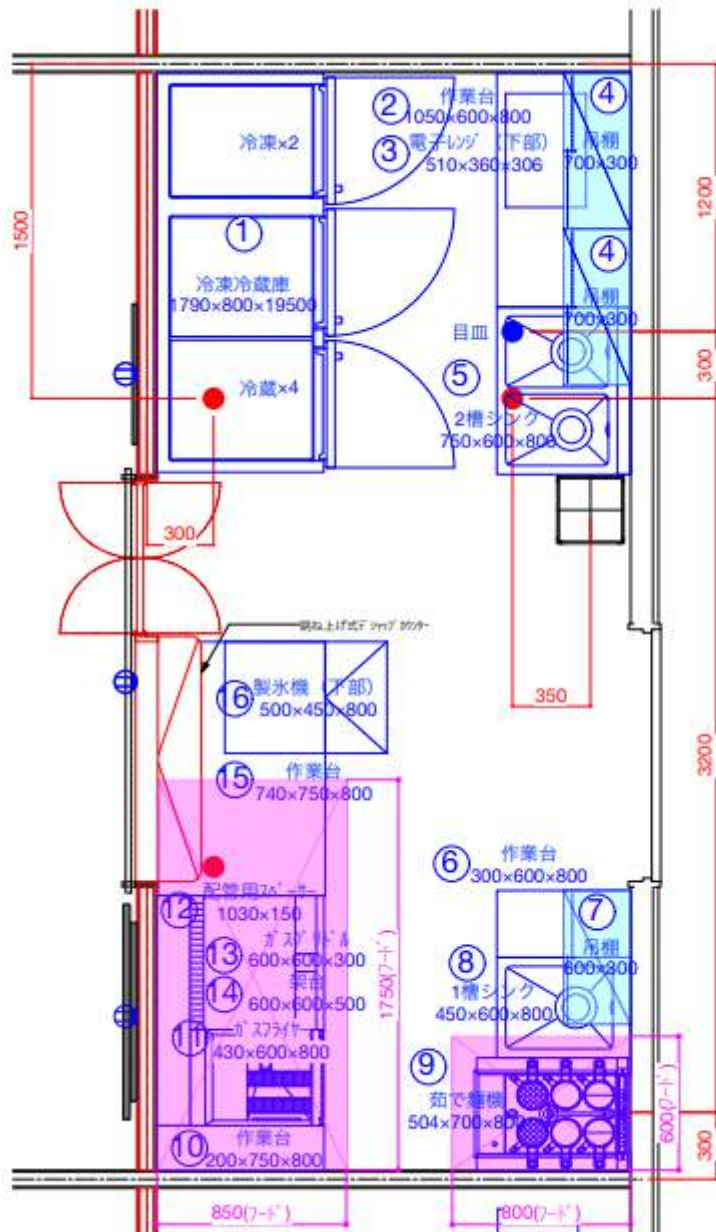 ② 作業台 1050×600×800
③ 電子レンジ（下部） 510×360×306
④ 吊棚 700×300
④ 吊棚 700×300
冷凍×2
① 冷凍冷蔵庫 1790×800×19500
冷蔵×4
目皿
⑤ 2槽シンク 750×600×800
1500
1200
300
300
350
3200
跳ね上げ式
⑯ 製氷機（下部） 500×450×800
⑮ 作業台 740×750×800
⑥ 作業台 300×600×800
⑦ 吊棚 600×300
⑫ 配管用スペーサー 1030×150
⑬ ガスグリドル 600×600×300
⑭ 架台 600×600×500
⑧ 1槽シンク 450×600×800
⑪ ガスフライヤー 430×600×800
⑨ 茹で麺機 504×700×800
⑩ 作業台 200×750×800
1750(フード)
600(フード)
300
850(フード)
800(フード)